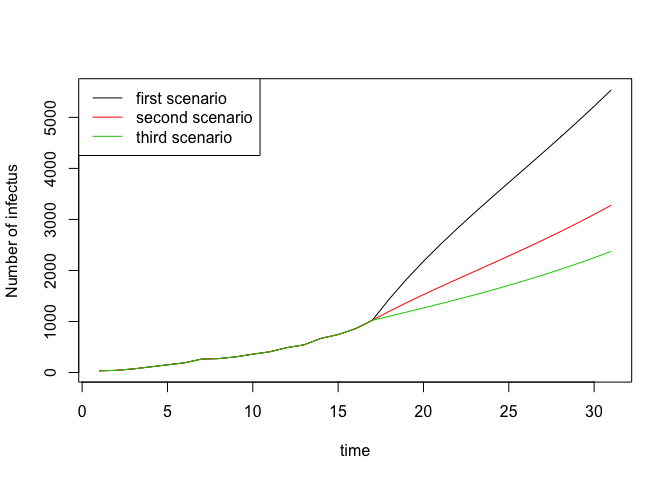 first scenario
second scenario
third scenario
Number of infectus
0
1000
2000
3000
4000
5000
0
5
10
15
20
25
30
time